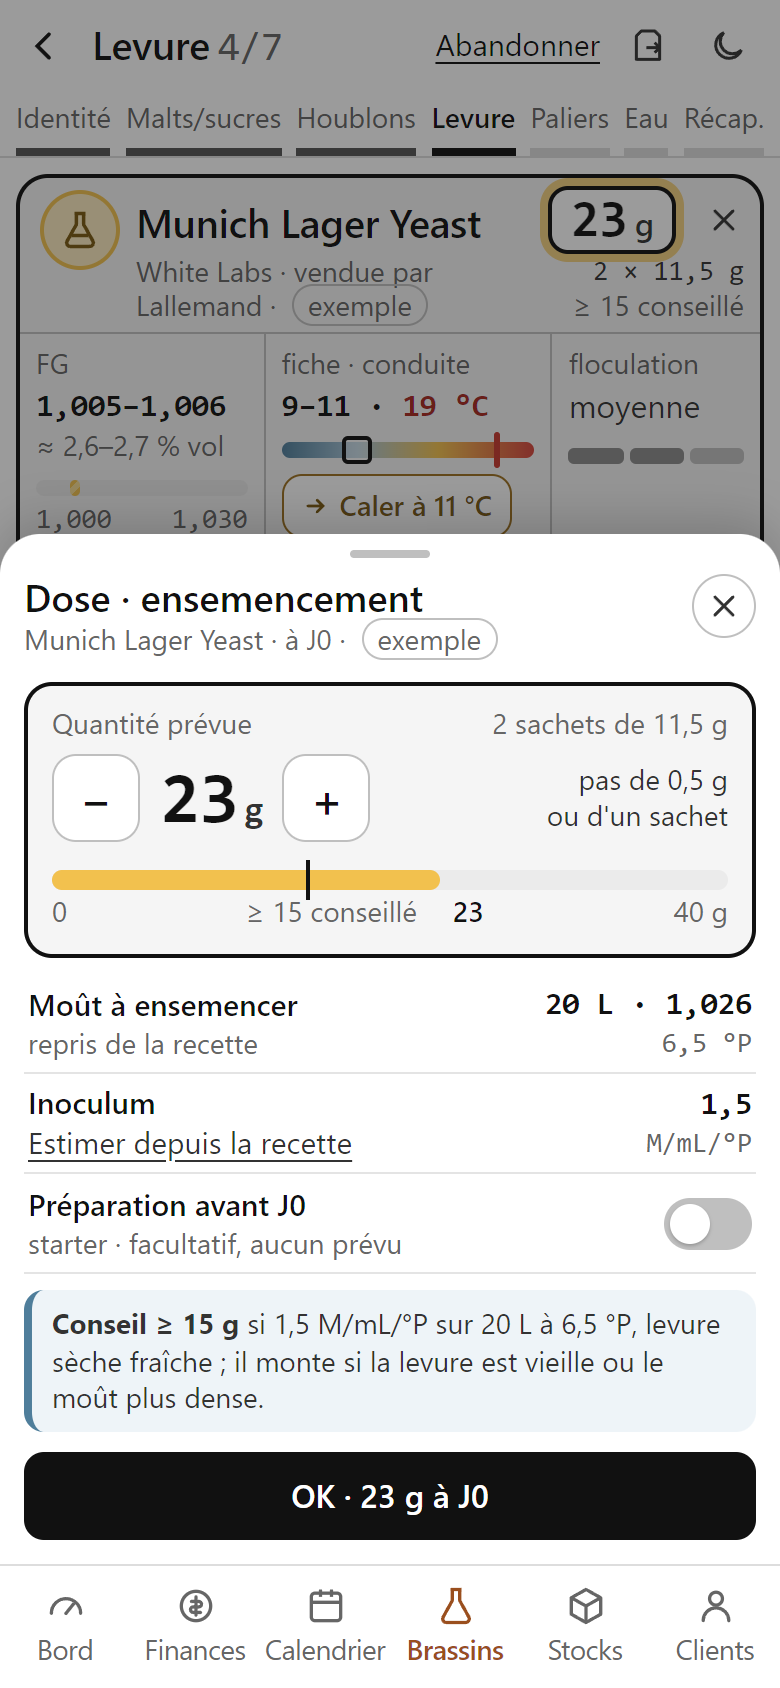 Levure 4/7
Abandonner
Identité Malts/sucres Houblons Levure Paliers Eau Récap.
Munich Lager Yeast
23 g
White Labs · vendue par
Lallemand · exemple
2 × 11,5 g
≥ 15 conseillé
FG
1,005–1,006
≈ 2,6–2,7 % vol
1,000 1,030
fiche · conduite
9–11 · 19 °C
→ Caler à 11 °C
floculation
moyenne
Dose · ensemencement
Munich Lager Yeast · à J0 · exemple
Quantité prévue
2 sachets de 11,5 g
− 23 g +
pas de 0,5 g
ou d'un sachet
0 ≥ 15 conseillé 23 40 g
Moût à ensemencer 20 L · 1,026
repris de la recette 6,5 °P
Inoculum 1,5
Estimer depuis la recette M/mL/°P
Préparation avant J0
starter · facultatif, aucun prévu
Conseil ≥ 15 g si 1,5 M/mL/°P sur 20 L à 6,5 °P, levure
sèche fraîche ; il monte si la levure est vieille ou le
moût plus dense.
OK · 23 g à J0
Bord Finances Calendrier Brassins Stocks Clients